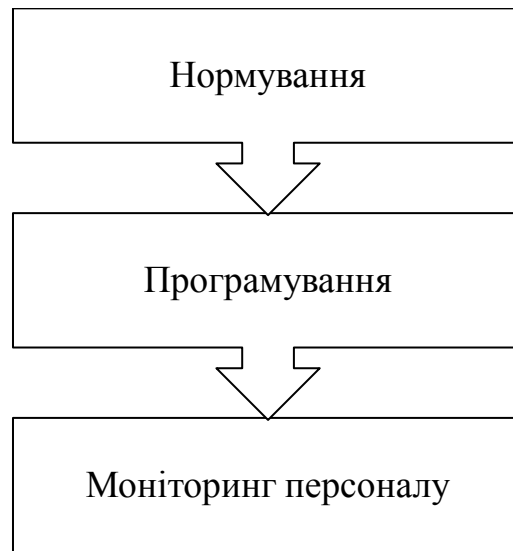 Нормування
Програмування
Моніторинг персоналу